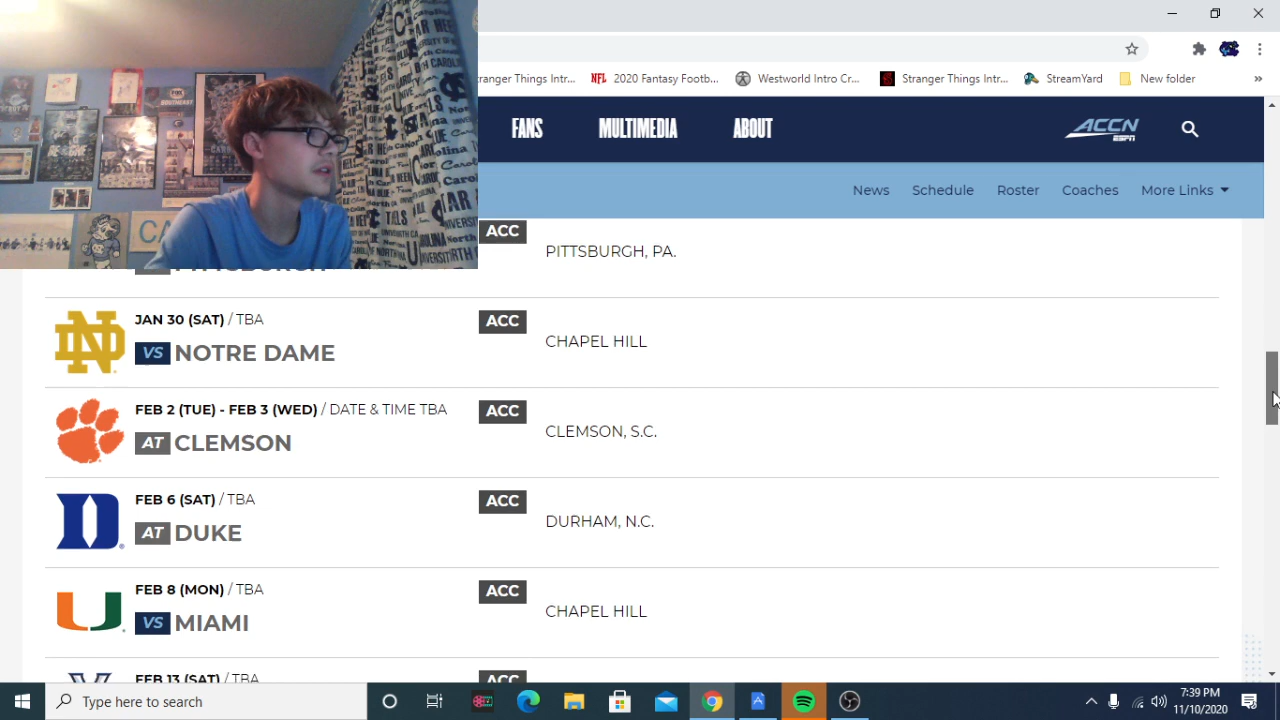 tranger Things Intr...
NFL 2020 Fantasy Footb...
Westworld Intro Cr...
Stranger Things Intr...
StreamYard
New folder
»
FANS MULTIMEDIA ABOUT
ACCN
ESPN
News Schedule Roster Coaches More Links
ACC
PITTSBURGH, PA.
JAN 30 (SAT) / TBA
VS NOTRE DAME
ACC
CHAPEL HILL
FEB 2 (TUE) - FEB 3 (WED) / DATE & TIME TBA
AT CLEMSON
ACC
CLEMSON, S.C.
FEB 6 (SAT) / TBA
AT DUKE
ACC
DURHAM, N.C.
FEB 8 (MON) / TBA
VS MIAMI
ACC
CHAPEL HILL
FEB 13 (SAT) / TBA
ACC
Type here to search
7:39 PM
11/10/2020